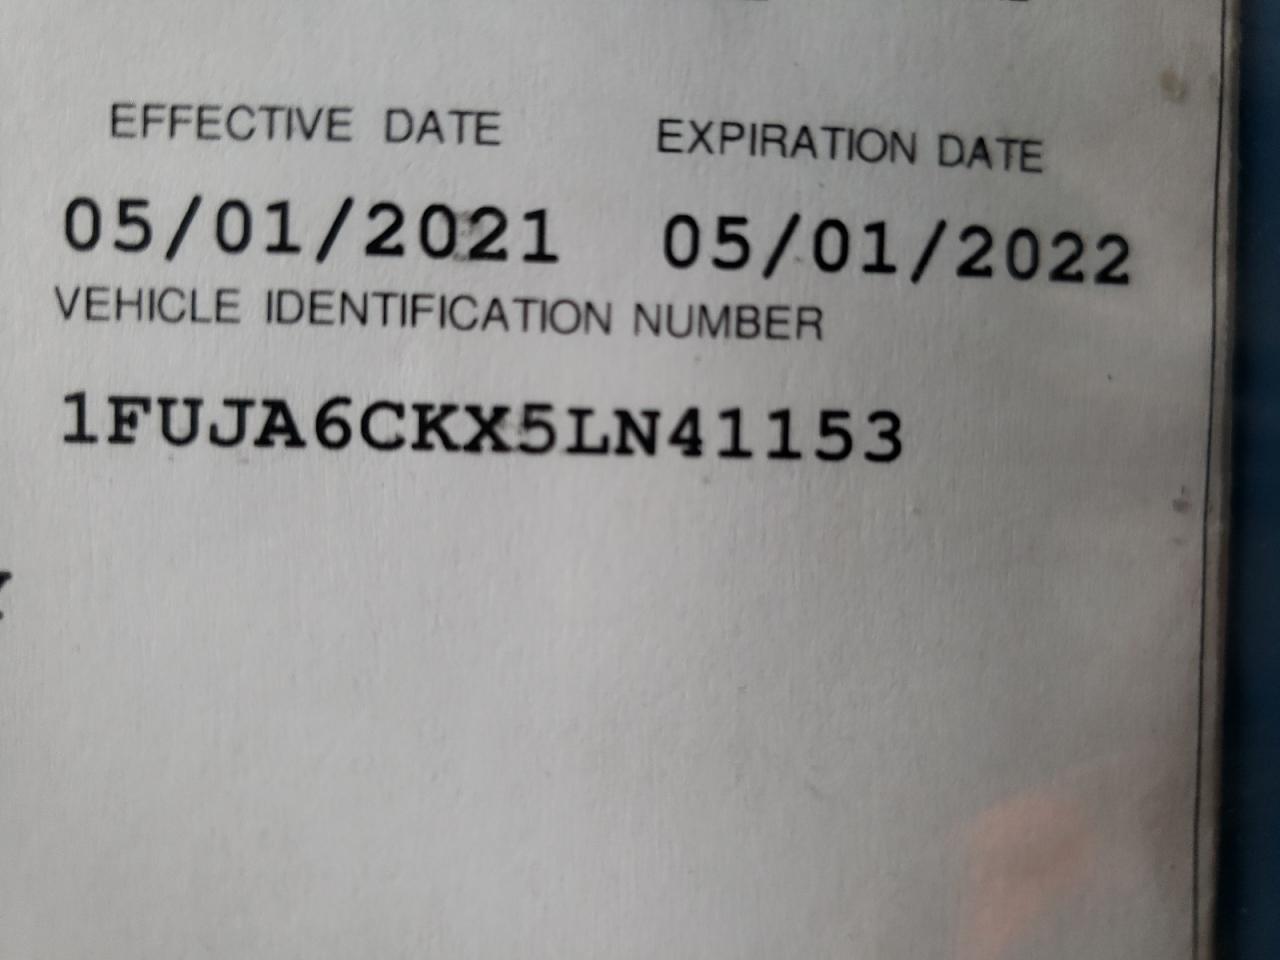 EFFECTIVE DATE EXPIRATION DATE
05/01/2021 05/01/2022
VEHICLE IDENTIFICATION NUMBER
1FUJA6CKX5LN41153